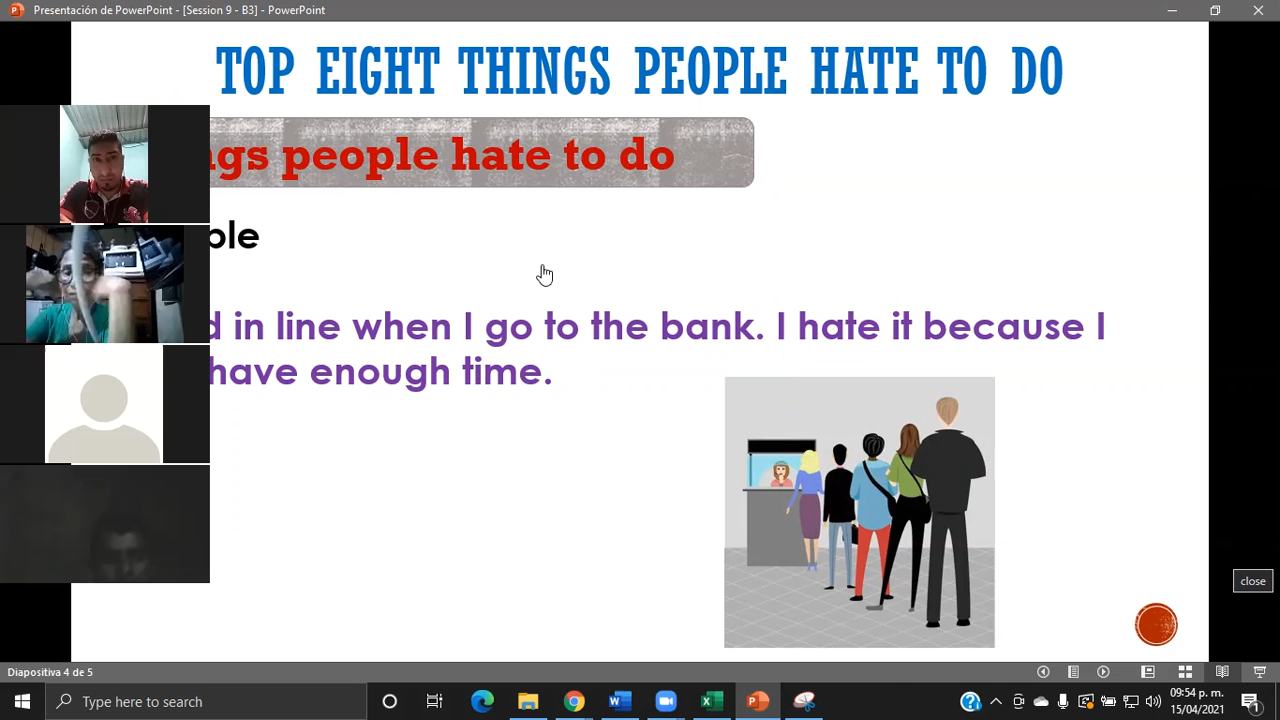 Presentación de PowerPoint - [Session 9 - B3] - PowerPoint
TOP EIGHT THINGS PEOPLE HATE TO DO
people hate to do
in line when I go to the bank. I hate it because I
have enough time.
close
Diapositiva 4 de 5
Type here to search
09:54 p. m.
15/04/2021
1